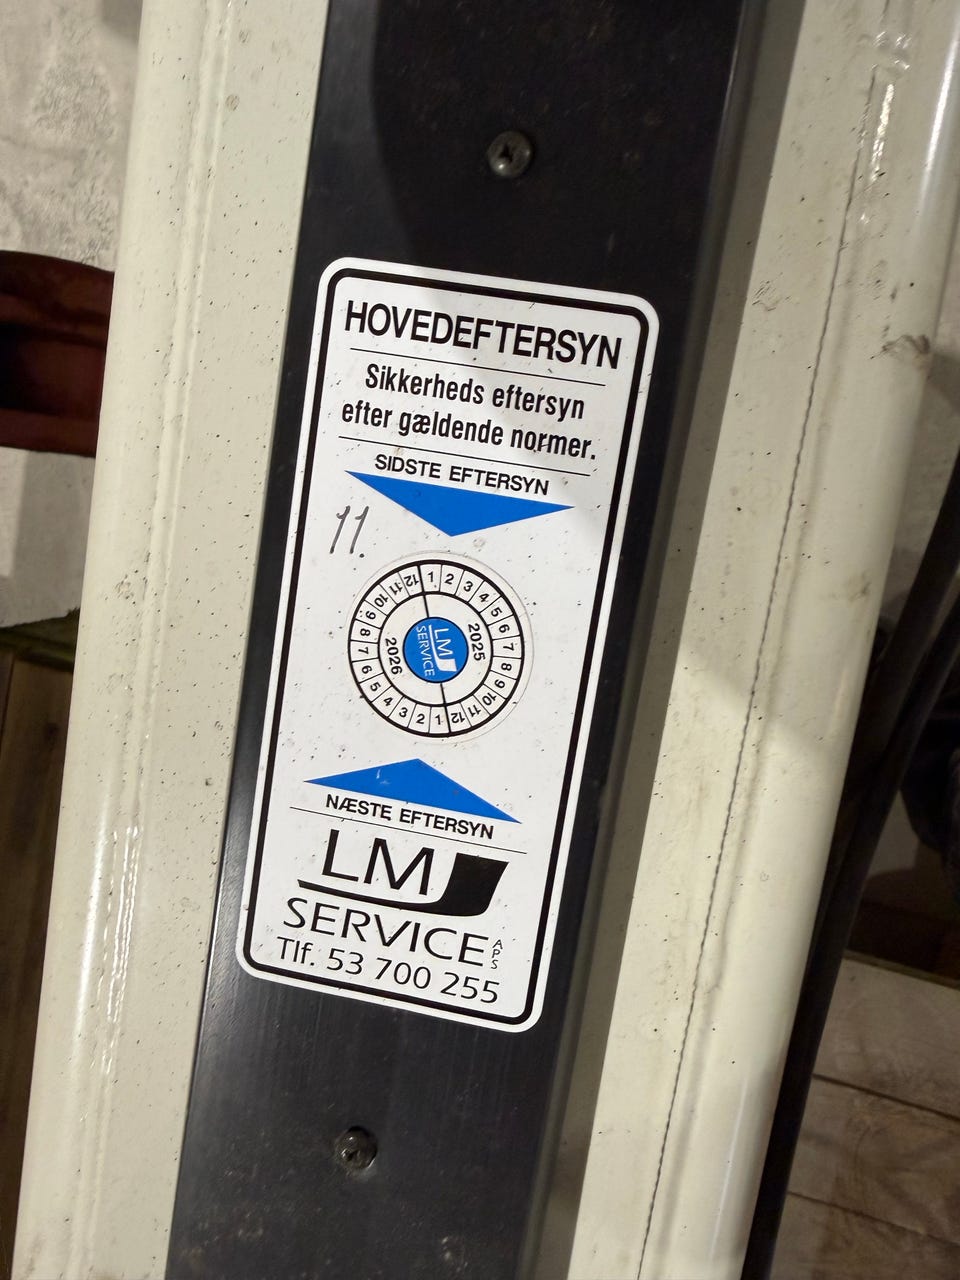 HOVEDEFTERSYN
Sikkerheds eftersyn
efter gældende normer.
SIDSTE EFTERSYN
11.
1 2 3 4 5 6 7 8 9 10 11 12
2025
LM
SERVICE
2026
1 2 3 4 5 6 7 8 9 10 11 12
NÆSTE EFTERSYN
LM
SERVICE APS
Tlf. 53 700 255